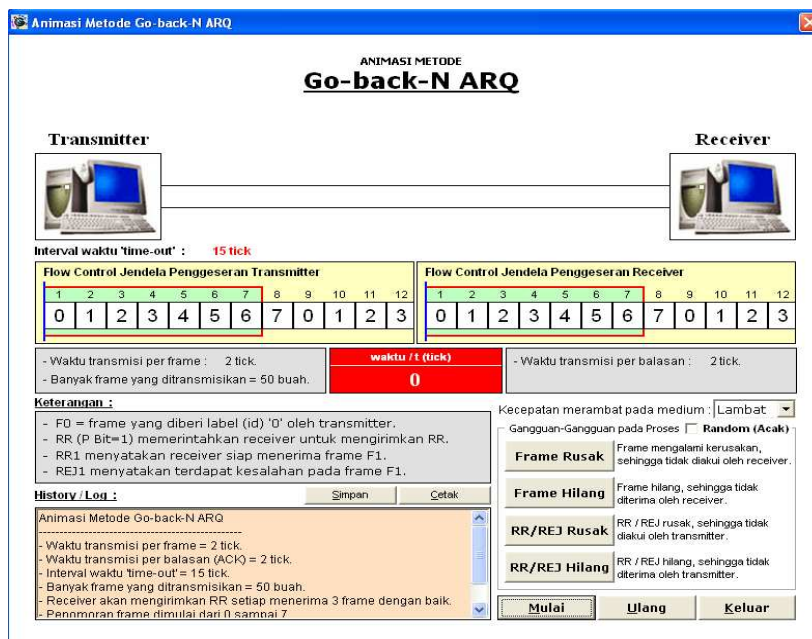 Animasi Metode Go-back-N ARQ
ANIMASI METODE
Go-back-N ARQ
Transmitter
Receiver
Interval waktu 'time-out' : 15 tick
Flow Control Jendela Penggeseran Transmitter
1 2 3 4 5 6 7 8 9 10 11 12
0 1 2 3 4 5 6 7 0 1 2 3
Flow Control Jendela Penggeseran Receiver
1 2 3 4 5 6 7 8 9 10 11 12
0 1 2 3 4 5 6 7 0 1 2 3
- Waktu transmisi per frame : 2 tick.
- Banyak frame yang ditransmisikan = 50 buah.
waktu / t (tick)
0
- Waktu transmisi per balasan : 2 tick.
Keterangan :
- F0 = frame yang diberi label (id) '0' oleh transmitter.
- RR (P Bit=1) memerintahkan receiver untuk mengirimkan RR.
- RR1 menyatakan receiver siap menerima frame F1.
- REJ1 menyatakan terdapat kesalahan pada frame F1.
History / Log :
Simpan
Cetak
Animasi Metode Go-back-N ARQ
------------------------------------------------
- Waktu transmisi per frame = 2 tick.
- Waktu transmisi per balasan (ACK) = 2 tick.
- Interval waktu 'time-out' = 15 tick.
- Banyak frame yang ditransmisikan = 50 buah.
- Receiver akan mengirimkan RR setiap menerima 3 frame dengan baik.
- Penomoran frame dimulai dari 0 sampai 7
Kecepatan merambat pada medium : Lambat
Gangguan-Gangguan pada Proses
Random (Acak)
Frame Rusak
Frame mengalami kerusakan,
sehingga tidak diakui oleh receiver.
Frame Hilang
Frame hilang, sehingga tidak
diterima oleh receiver.
RR/REJ Rusak
RR / REJ rusak, sehingga tidak
diakui oleh transmitter.
RR/REJ Hilang
RR / REJ hilang, sehingga tidak
diterima oleh transmitter.
Mulai
Ulang
Keluar